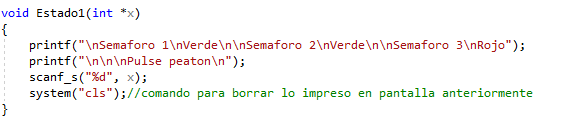 void Estado1(int *x)
{
printf("\nSemaforo 1\nVerde\n\nSemaforo 2\nVerde\n\nSemaforo 3\nRojo");
printf("\n\n\nPulse peaton\n");
scanf_s("%d", x);
system("cls");//comando para borrar lo impreso en pantalla anteriormente
}